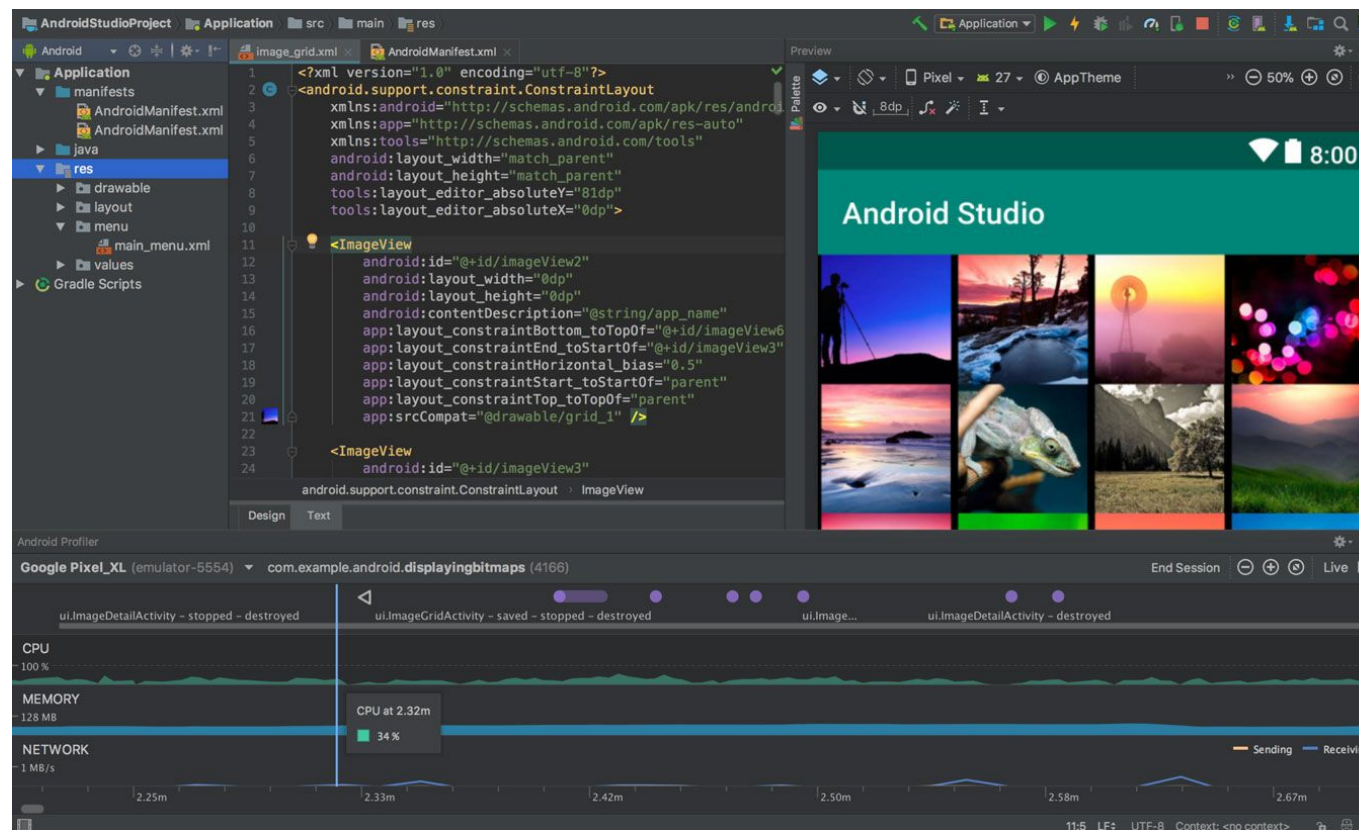 AndroidStudioProject Application src main res
Application
Android
image_grid.xml
AndroidManifest.xml
Preview
Application
manifests
AndroidManifest.xml
AndroidManifest.xml
java
res
drawable
layout
menu
main_menu.xml
values
Gradle Scripts
1 <?xml version="1.0" encoding="utf-8"?>
2 <android.support.constraint.ConstraintLayout
3 xmlns:android="http://schemas.android.com/apk/res/androi
4 xmlns:app="http://schemas.android.com/apk/res-auto"
5 xmlns:tools="http://schemas.android.com/tools"
6 android:layout_width="match_parent"
7 android:layout_height="match_parent"
8 tools:layout_editor_absoluteY="81dp"
9 tools:layout_editor_absoluteX="0dp">
10
11 <ImageView
12 android:id="@+id/imageView2"
13 android:layout_width="0dp"
14 android:layout_height="0dp"
15 android:contentDescription="@string/app_name"
16 app:layout_constraintBottom_toTopOf="@+id/imageView6
17 app:layout_constraintEnd_toStartOf="@+id/imageView3"
18 app:layout_constraintHorizontal_bias="0.5"
19 app:layout_constraintStart_toStartOf="parent"
20 app:layout_constraintTop_toTopOf="parent"
21 app:srcCompat="@drawable/grid_1" />
22
23 <ImageView
24 android:id="@+id/imageView3"
android.support.constraint.ConstraintLayout › ImageView
Design Text
Palette
Pixel 27 AppTheme » 50%
8dp
8:00
Android Studio
Android Profiler
Google Pixel_XL (emulator-5554) com.example.android.displayingbitmaps (4166)
End Session Live
ui.ImageDetailActivity – stopped – destroyed
ui.ImageGridActivity – saved – stopped – destroyed
ui.Image...
ui.ImageDetailActivity – stopped – destroyed
CPU
100 %
MEMORY
128 MB
CPU at 2.32m
34 %
NETWORK
1 MB/s
Sending Receivi
2.25m 2.33m 2.42m 2.50m 2.58m 2.67m
11:5 LF UTF-8 Context: <no context>